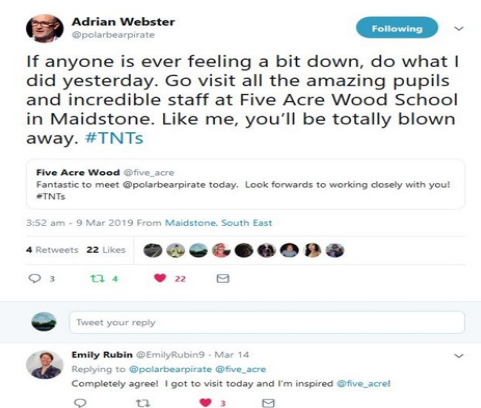 Adrian Webster
@polarbearpirate
Following
If anyone is ever feeling a bit down, do what I
did yesterday. Go visit all the amazing pupils
and incredible staff at Five Acre Wood School
in Maidstone. Like me, you'll be totally blown
away. #TNTs
Five Acre Wood @five_acre
Fantastic to meet @polarbearpirate today. Look forwards to working closely with you!
#TNTs
3:52 am - 9 Mar 2019 From Maidstone, South East
4 Retweets 22 Likes
3 4 22
Tweet your reply
Emily Rubin @EmilyRubin9 · Mar 14
Replying to @polarbearpirate @five_acre
Completely agree! I got to visit today and I'm inspired @five_acre!
3